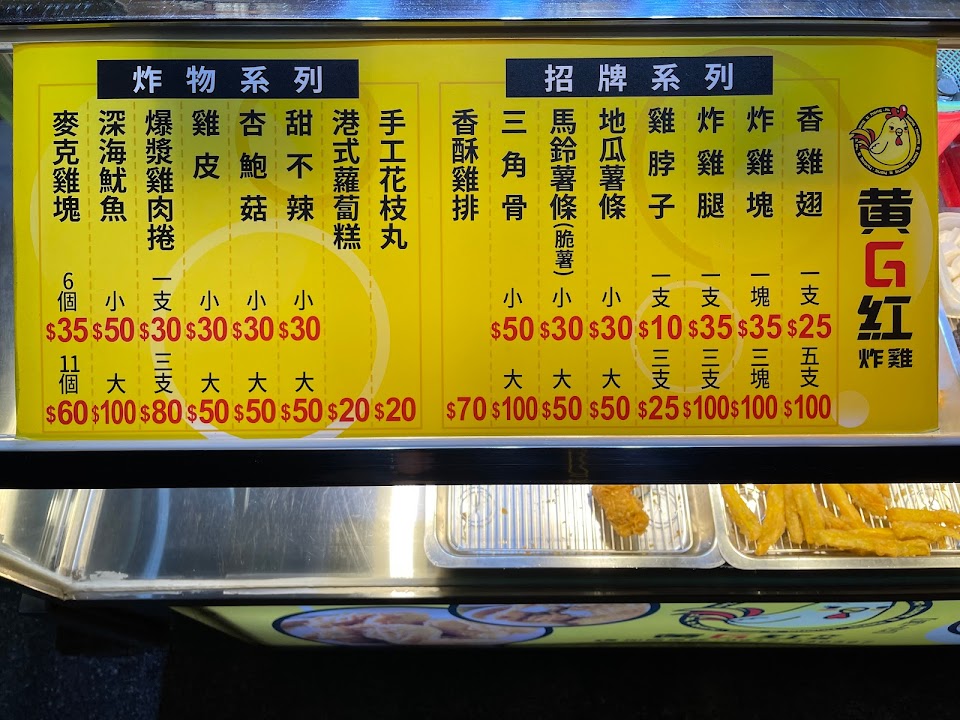 黄G紅
炸雞
招牌系列
香雞翅 一支 $25 五支 $100
炸雞塊 一塊 $35 三塊 $100
炸雞腿 一支 $35 三支 $100
雞脖子 一支 $10 三支 $25
地瓜薯條 小 $30 大 $50
馬鈴薯條(脆薯) 小 $30 大 $50
三角骨 小 $50 大 $100
香酥雞排 $70
炸物系列
手工花枝丸 $20
港式蘿蔔糕 $20
甜不辣 小 $30 大 $50
杏鮑菇 小 $30 大 $50
雞皮 小 $30 大 $50
爆漿雞肉捲 一支 $30 三支 $80
深海魷魚 小 $50 大 $100
麥克雞塊 6個 $35 11個 $60